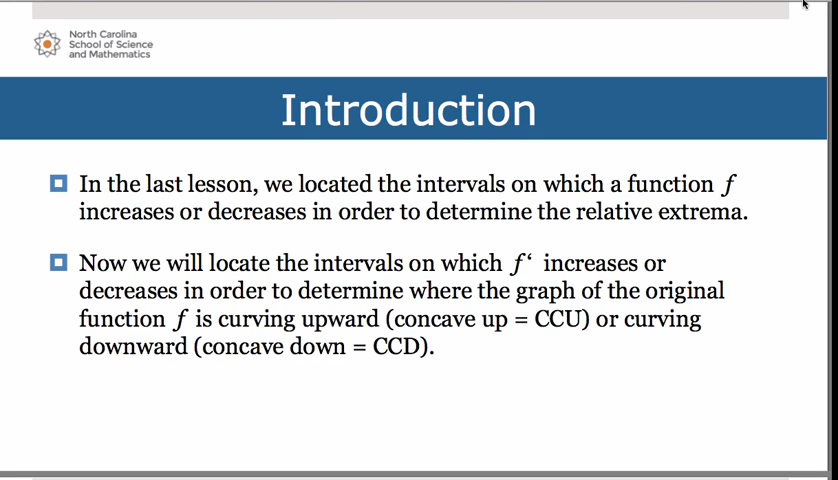 North Carolina
School of Science
and Mathematics
Introduction
In the last lesson, we located the intervals on which a function f
increases or decreases in order to determine the relative extrema.
Now we will locate the intervals on which f‘ increases or
decreases in order to determine where the graph of the original
function f is curving upward (concave up = CCU) or curving
downward (concave down = CCD).